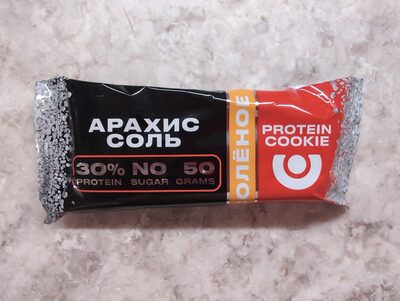 АРАХИС
СОЛЬ
30% NO 50
PROTEIN SUGAR GRAMS
СОЛЁНОЕ
PROTEIN
COOKIE